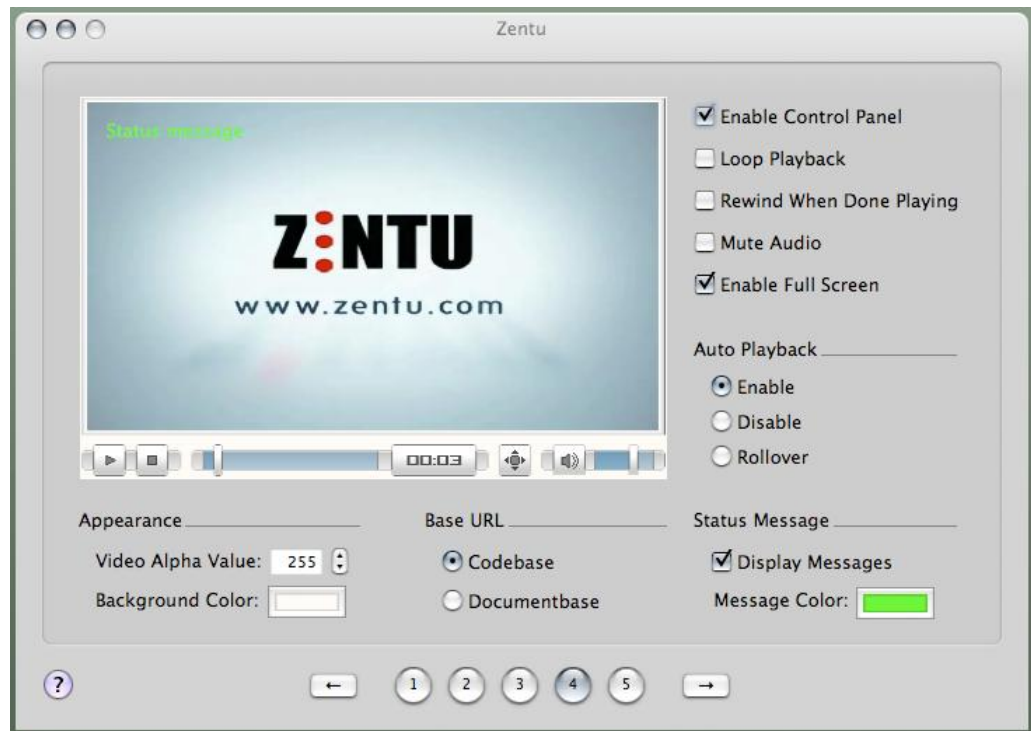 Zentu
Status message
ZENTU
www.zentu.com
00:03
Enable Control Panel
Loop Playback
Rewind When Done Playing
Mute Audio
Enable Full Screen
Auto Playback
Enable
Disable
Rollover
Appearance
Video Alpha Value: 255
Background Color:
Base URL
Codebase
Documentbase
Status Message
Display Messages
Message Color:
? ← 1 2 3 4 5 →